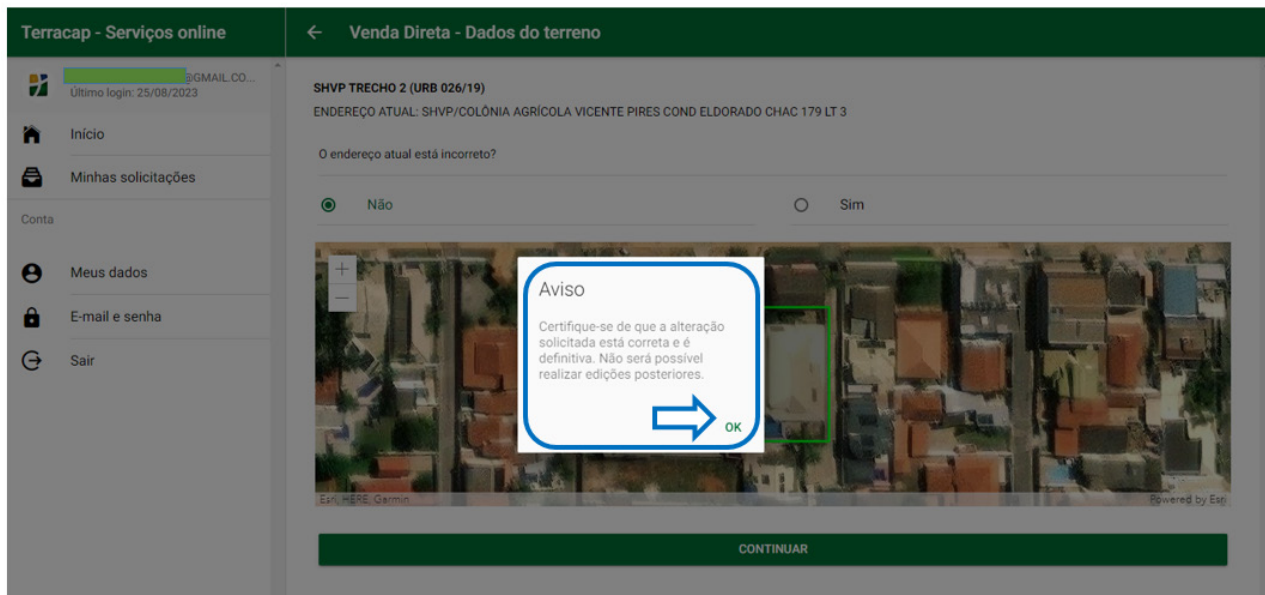 Terracap - Serviços online
Venda Direta - Dados do terreno
@GMAIL.CO...
Último login: 25/08/2023
Início
Minhas solicitações
Conta
Meus dados
E-mail e senha
Sair
SHVP TRECHO 2 (URB 026/19)
ENDEREÇO ATUAL: SHVP/COLÔNIA AGRÍCOLA VICENTE PIRES COND ELDORADO CHAC 179 LT 3
O endereço atual está incorreto?
Não
Sim
Aviso
Certifique-se de que a alteração
solicitada está correta e é
definitiva. Não será possível
realizar edições posteriores.
OK
Esri, HERE, Garmin
Powered by Esri
CONTINUAR